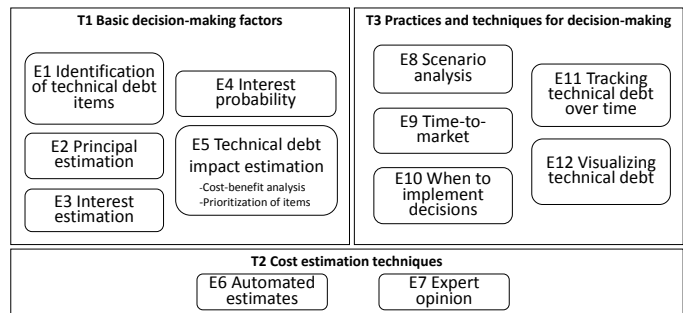 T1 Basic decision-making factors
E1 Identification
of technical debt
items
E2 Principal
estimation
E3 Interest
estimation
E4 Interest
probability
E5 Technical debt
impact estimation
-Cost-benefit analysis
-Prioritization of items
T3 Practices and techniques for decision-making
E8 Scenario
analysis
E9 Time-to-
market
E10 When to
implement
decisions
E11 Tracking
technical debt
over time
E12 Visualizing
technical debt
T2 Cost estimation techniques
E6 Automated
estimates
E7 Expert
opinion